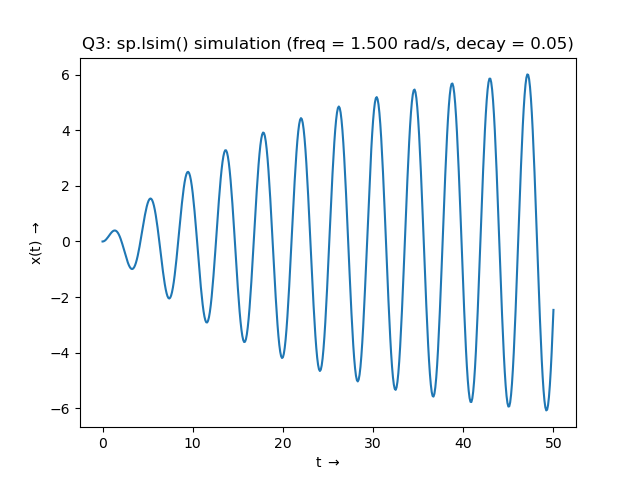 Q3: sp.lsim() simulation (freq = 1.500 rad/s, decay = 0.05)
6
4
2
0
−2
−4
−6
x(t) →
0 10 20 30 40 50
t →